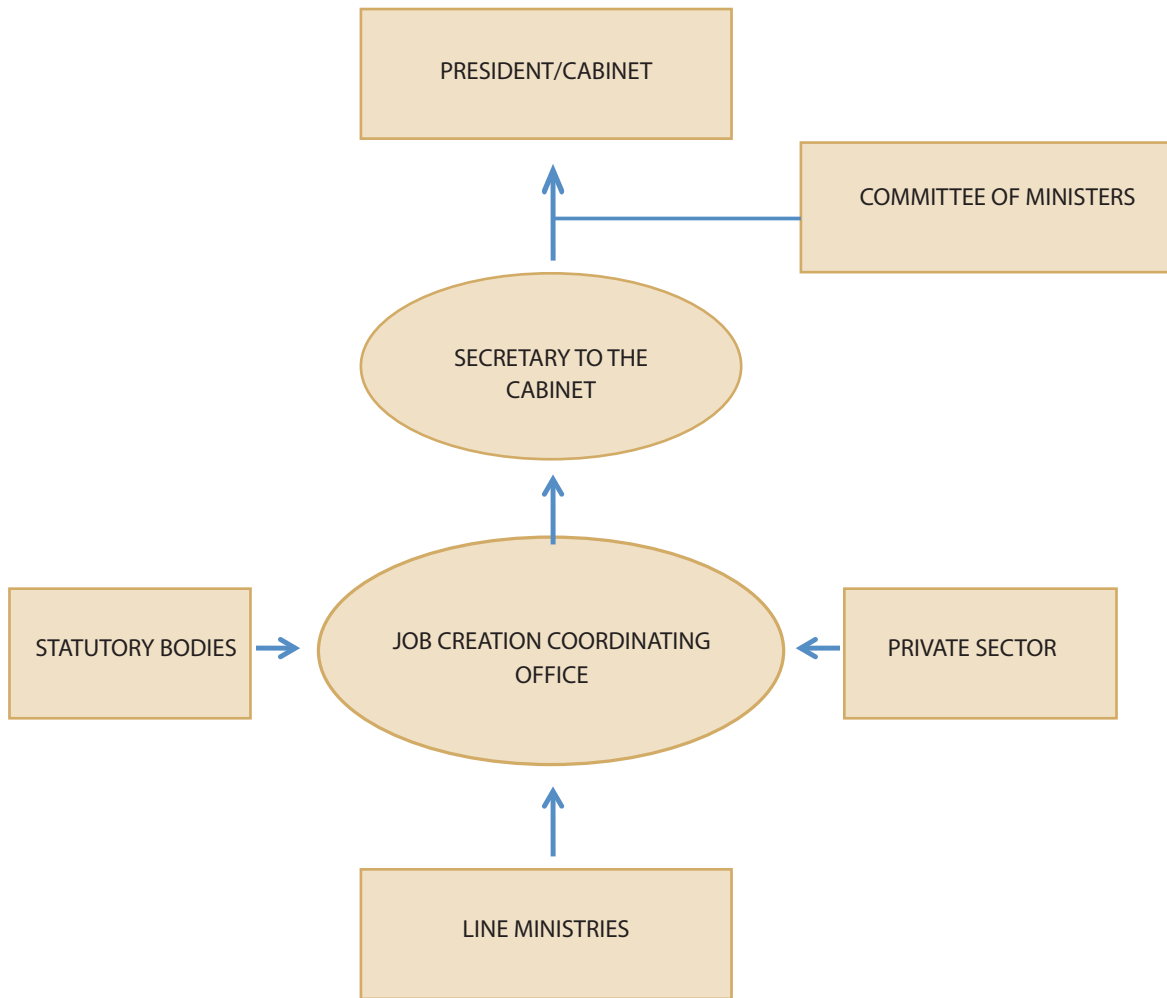 PRESIDENT/CABINET
COMMITTEE OF MINISTERS
SECRETARY TO THE
CABINET
STATUTORY BODIES
JOB CREATION COORDINATING
OFFICE
PRIVATE SECTOR
LINE MINISTRIES